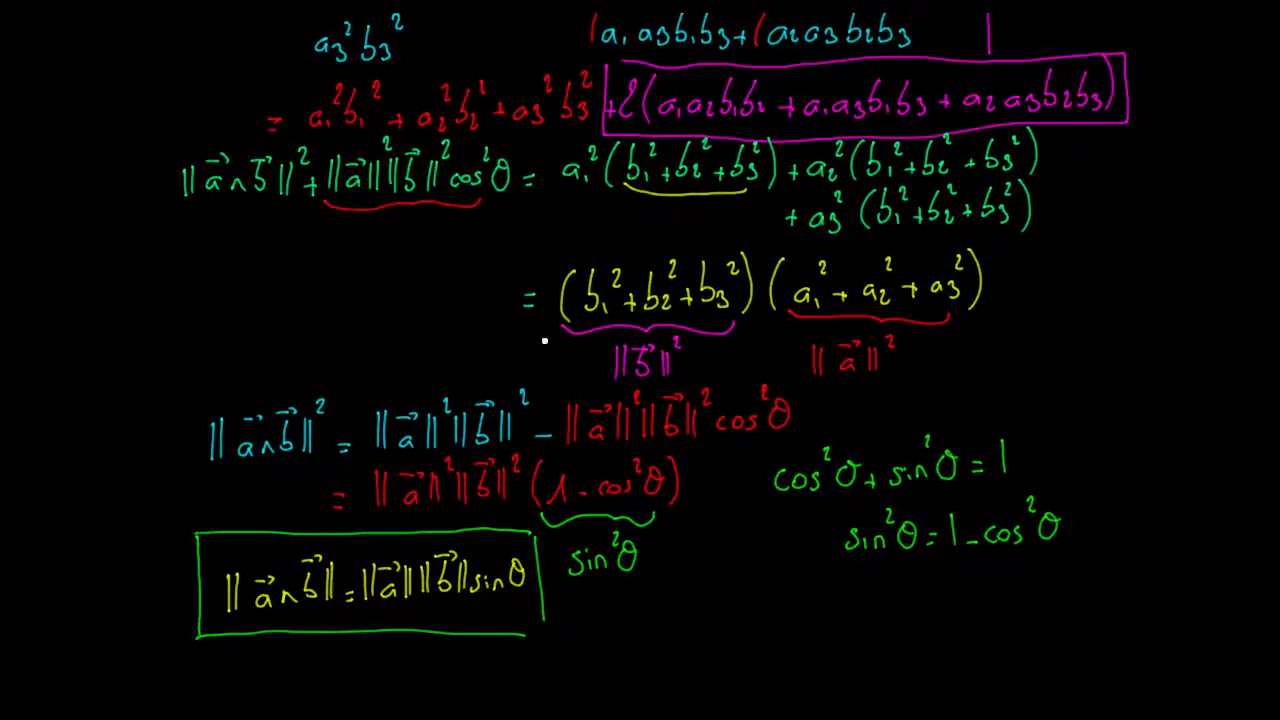 a₃²b₃² (a₁a₃b₁b₃+(a₂a₃b₂b₃
= a₁²b₁² + a₂²b₂² + a₃²b₃² +2(a₁a₂b₁b₂ + a₁a₃b₁b₃ + a₂a₃b₂b₃)
||a⃗∧b⃗||² + ||a⃗||²||b⃗||²cos²θ = a₁²(b₁²+b₂²+b₃²) + a₂²(b₁²+b₂²+b₃²)
+ a₃²(b₁²+b₂²+b₃²)
= (b₁²+b₂²+b₃²)(a₁²+a₂²+a₃²)
||b⃗||² ||a⃗||²
||a⃗∧b⃗||² = ||a⃗||²||b⃗||² - ||a⃗||²||b⃗||²cos²θ
= ||a⃗||²||b⃗||²(1-cos²θ)
cos²θ+sin²θ=1
sin²θ=1-cos²θ
sin²θ
||a⃗∧b⃗||=||a⃗||||b⃗||sinθ